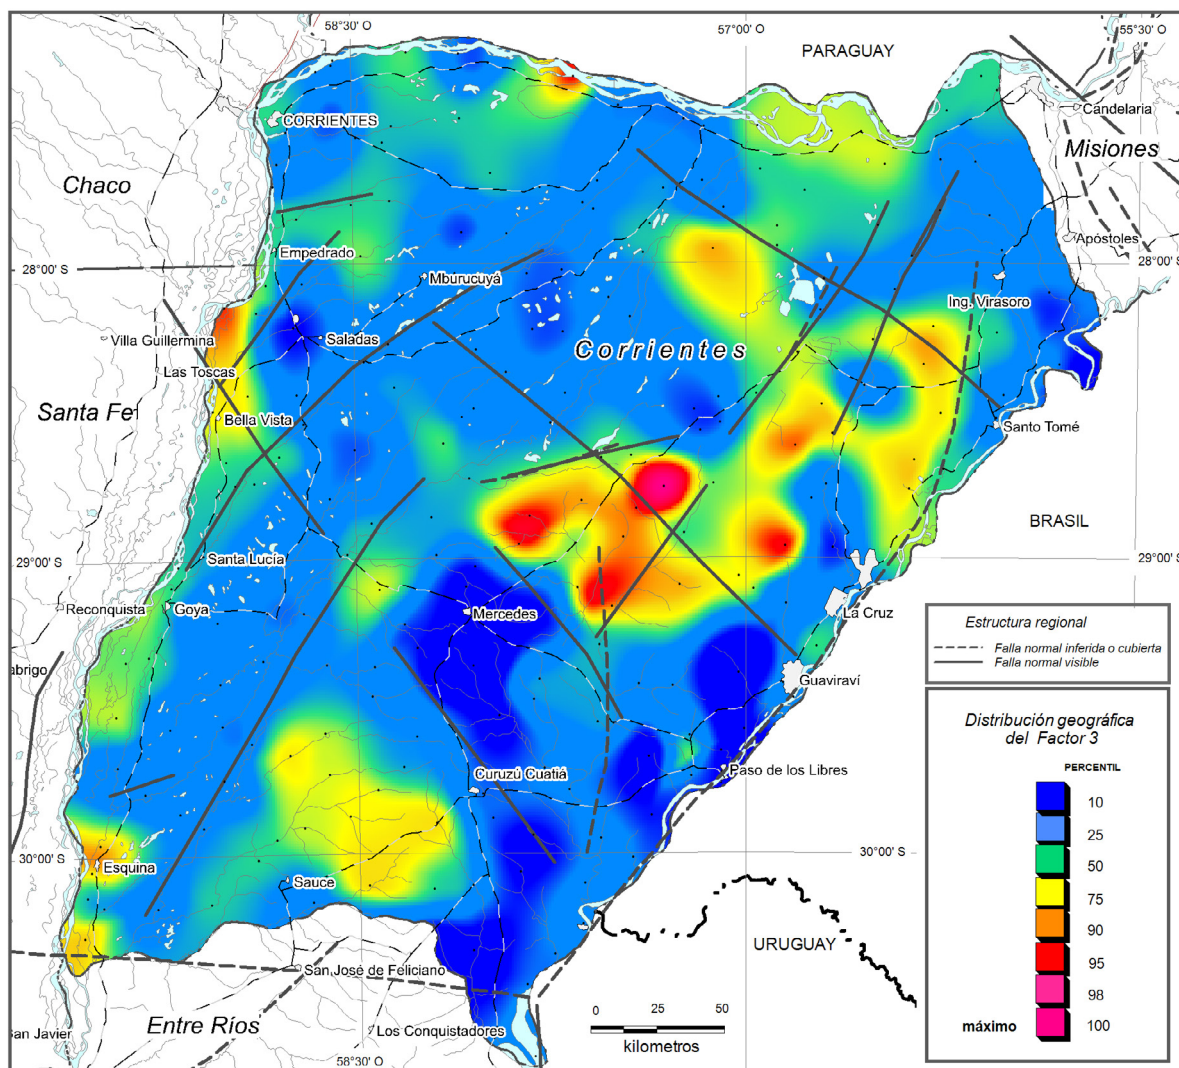 58°30' O
57°00' O
55°30' O
PARAGUAY
Candelaria
CORRIENTES
Misiones
Chaco
Apóstoles
Empedrado
28°00' S
28°00' S
Mburucuyá
Ing. Virasoro
Villa Guillermina
Saladas
Corrientes
Las Toscas
Santa Fe
Bella Vista
Santo Tomé
BRASIL
29°00' S
Santa Lucía
29°00' S
Reconquista
Goya
Mercedes
La Cruz
Estructura regional
Falla normal inferida o cubierta
Falla normal visible
abrigo
Guaviraví
Distribución geográfica
del Factor 3
PERCENTIL
Paso de los Libres
Curuzú Cuatiá
10
25
50
75
90
95
98
máximo 100
30°00' S
30°00' S
Esquina
Sauce
URUGUAY
San José de Feliciano
Entre Ríos
San Javier
Los Conquistadores
0 25 50
kilometros
58°30' O